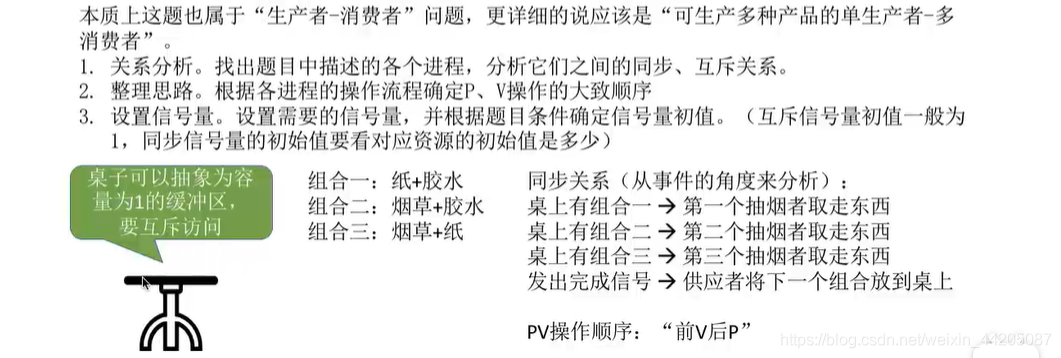 本质上这题也属于“生产者-消费者”问题，更详细的说应该是“可生产多种产品的单生产者-多
消费者”。
1. 关系分析。找出题目中描述的各个进程，分析它们之间的同步、互斥关系。
2. 整理思路。根据各进程的操作流程确定P、V操作的大致顺序
3. 设置信号量。设置需要的信号量，并根据题目条件确定信号量初值。（互斥信号量初值一般为
1，同步信号量的初始值要看对应资源的初始值是多少）
桌子可以抽象为容
量为1的缓冲区，
要互斥访问
组合一：纸+胶水
组合二：烟草+胶水
组合三：烟草+纸
同步关系（从事件的角度来分析）：
桌上有组合一 → 第一个抽烟者取走东西
桌上有组合二 → 第二个抽烟者取走东西
桌上有组合三 → 第三个抽烟者取走东西
发出完成信号 → 供应者将下一个组合放到桌上
PV操作顺序：“前V后P”